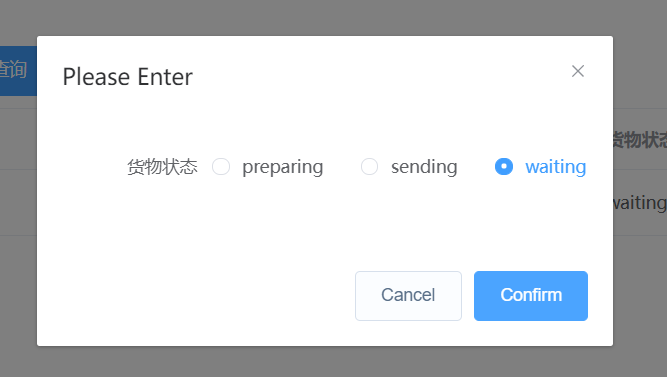 查询
Please Enter
货物状态
货物状态 preparing sending waiting
waiting
Cancel Confirm